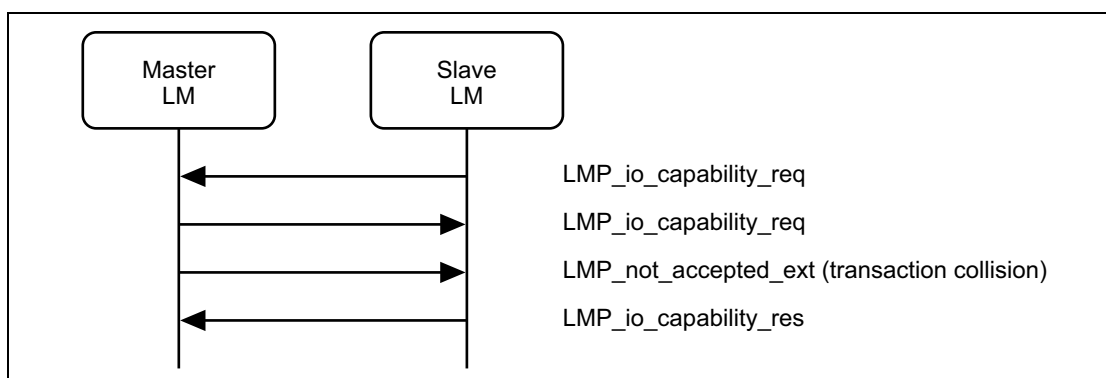 Master
LM
Slave
LM
LMP_io_capability_req
LMP_io_capability_req
LMP_not_accepted_ext (transaction collision)
LMP_io_capability_res